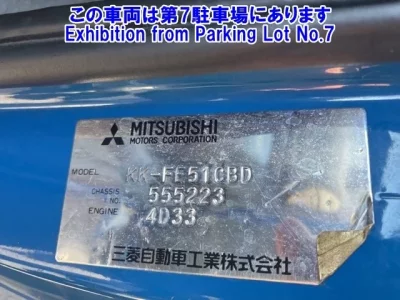 この車両は第7駐車場にあります
Exhibition from Parking Lot No.7
MITSUBISHI
MOTORS CORPORATION
MODEL KK-FE51CBD
CHASSIS NO. 555223
ENGINE 4D33
三菱自動車工業株式会社